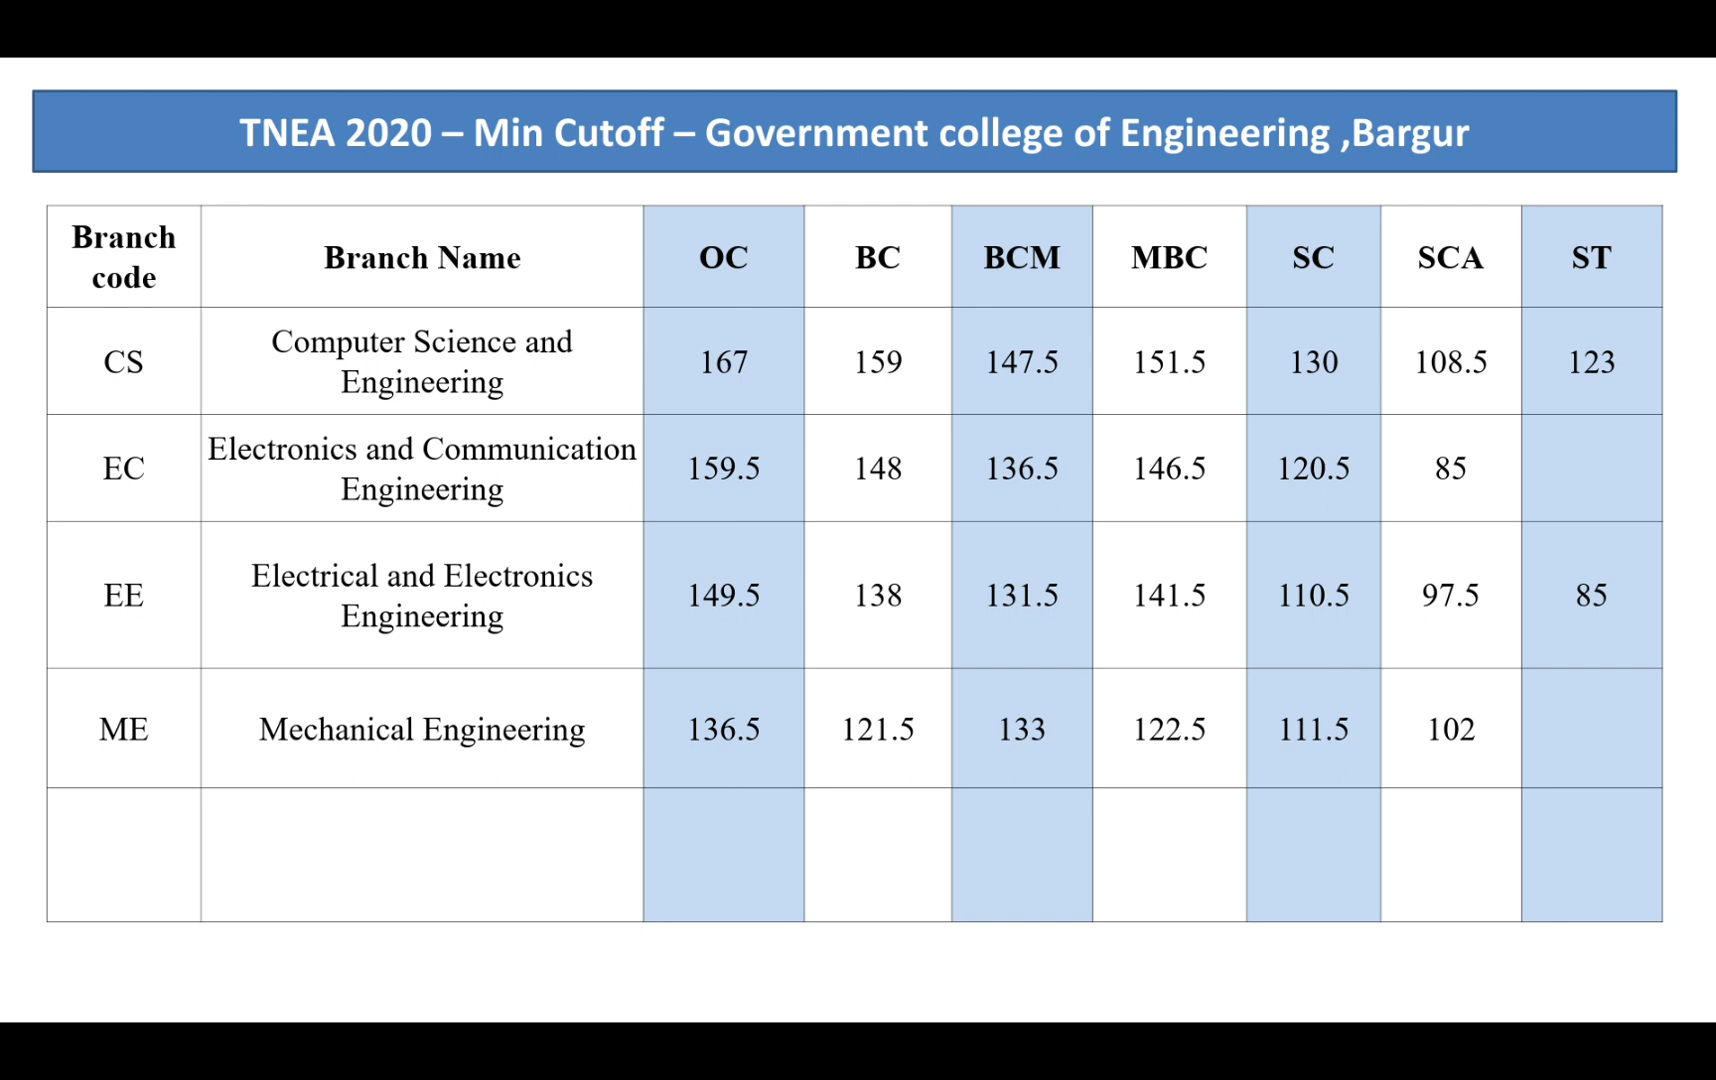 TNEA 2020 – Min Cutoff – Government college of Engineering ,Bargur
Branch code Branch Name OC BC BCM MBC SC SCA ST
CS Computer Science and Engineering 167 159 147.5 151.5 130 108.5 123
EC Electronics and Communication Engineering 159.5 148 136.5 146.5 120.5 85
EE Electrical and Electronics Engineering 149.5 138 131.5 141.5 110.5 97.5 85
ME Mechanical Engineering 136.5 121.5 133 122.5 111.5 102